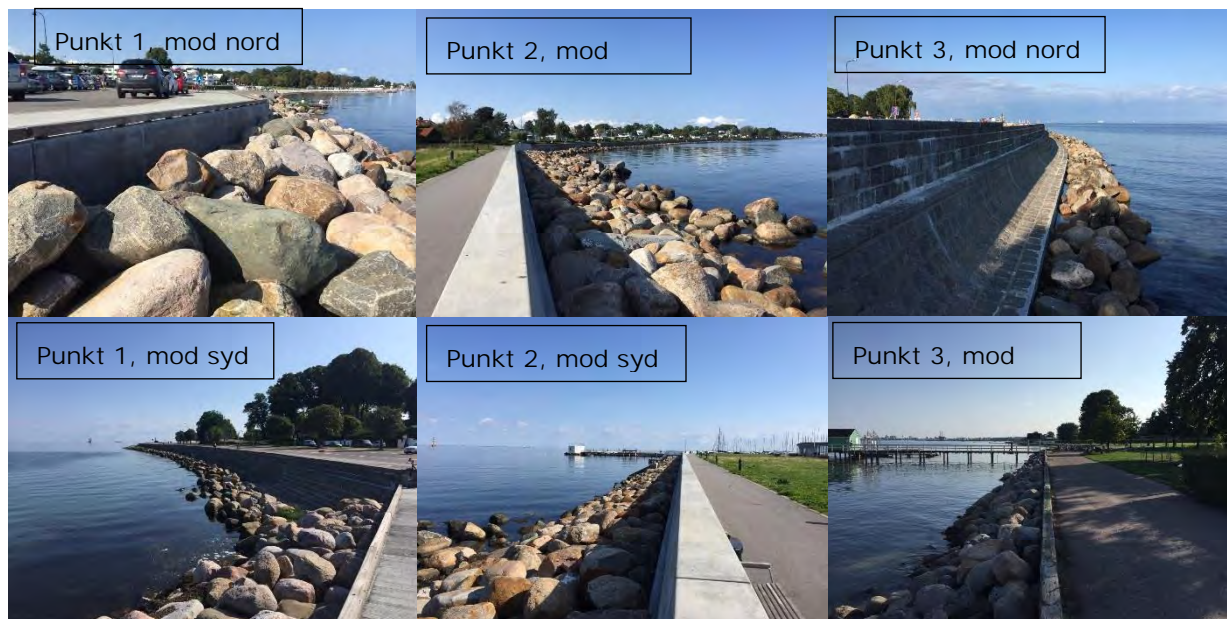 Punkt 1, mod nord
Punkt 2, mod
Punkt 3, mod nord
Punkt 1, mod syd
Punkt 2, mod syd
Punkt 3, mod